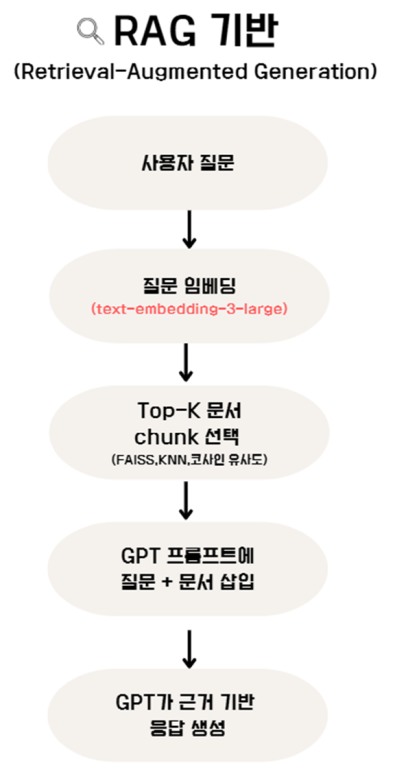 RAG 기반
(Retrieval-Augmented Generation)
사용자 질문
질문 임베딩
(text-embedding-3-large)
Top-K 문서
chunk 선택
(FAISS,KNN,코사인 유사도)
GPT 프롬프트에
질문 + 문서 삽입
GPT가 근거 기반
응답 생성